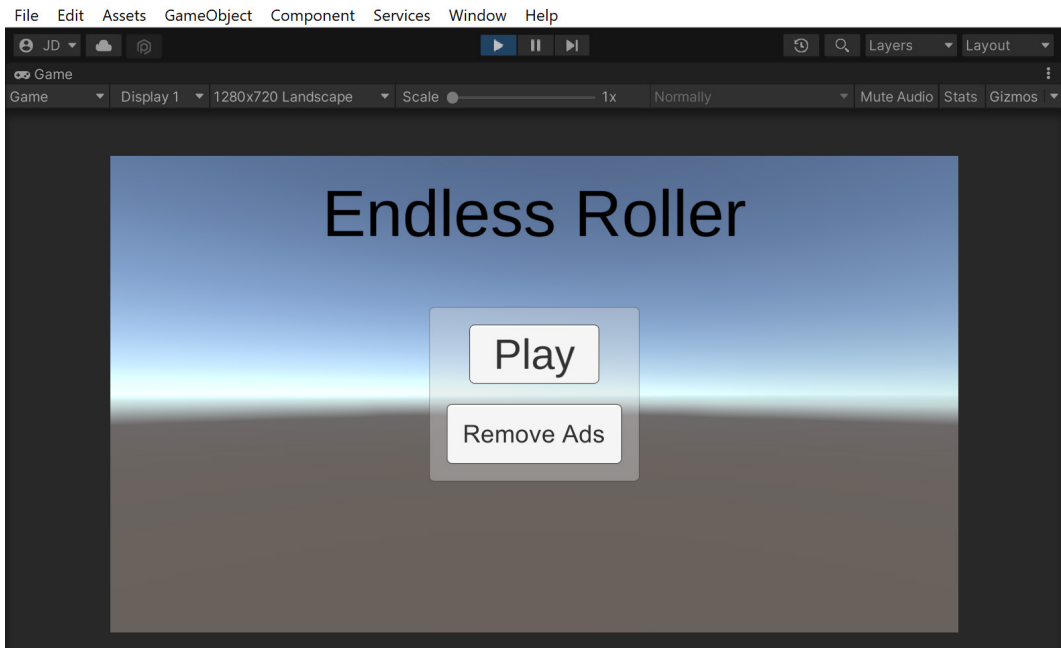 File Edit Assets GameObject Component Services Window Help
JD Layers Layout
Game
Game Display 1 1280x720 Landscape Scale 1x Normally Mute Audio Stats Gizmos
Endless Roller
Play
Remove Ads